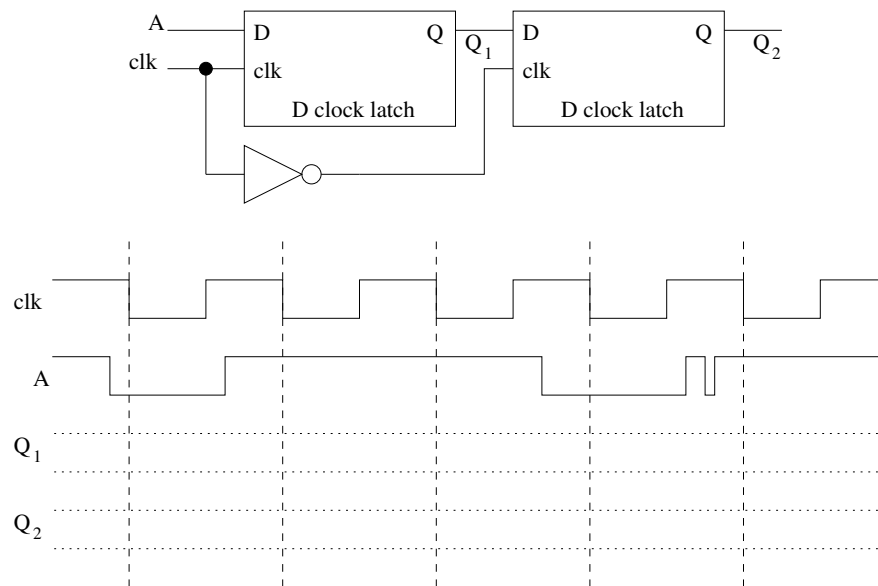 A D Q Q1 D Q Q2
clk clk clk
D clock latch D clock latch
clk
A
Q1
Q2